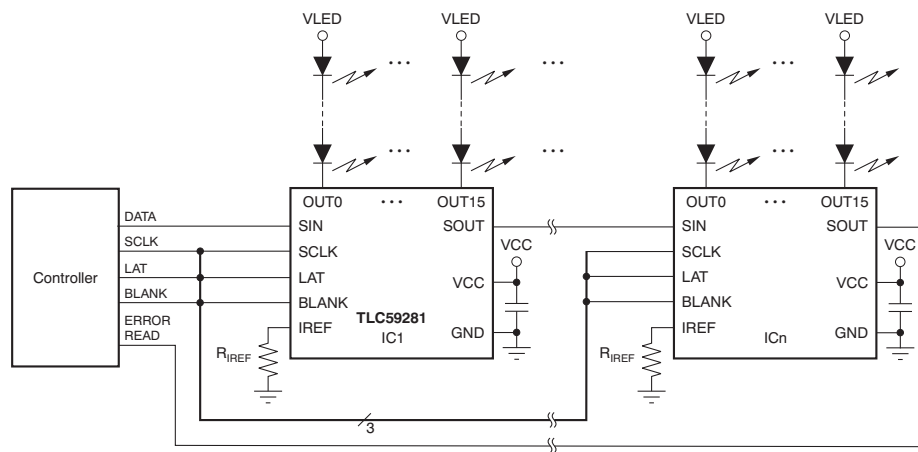 VLED VLED VLED VLED
... ... ... ...
... ... ... ...
OUT0 ... OUT15 OUT0 ... OUT15
DATA SIN SOUT SIN SOUT
SCLK SCLK VCC SCLK VCC
Controller LAT LAT VCC LAT VCC
BLANK BLANK TLC59281 BLANK
ERROR READ IREF IC1 GND IREF ICn GND
RIREF RIREF
3